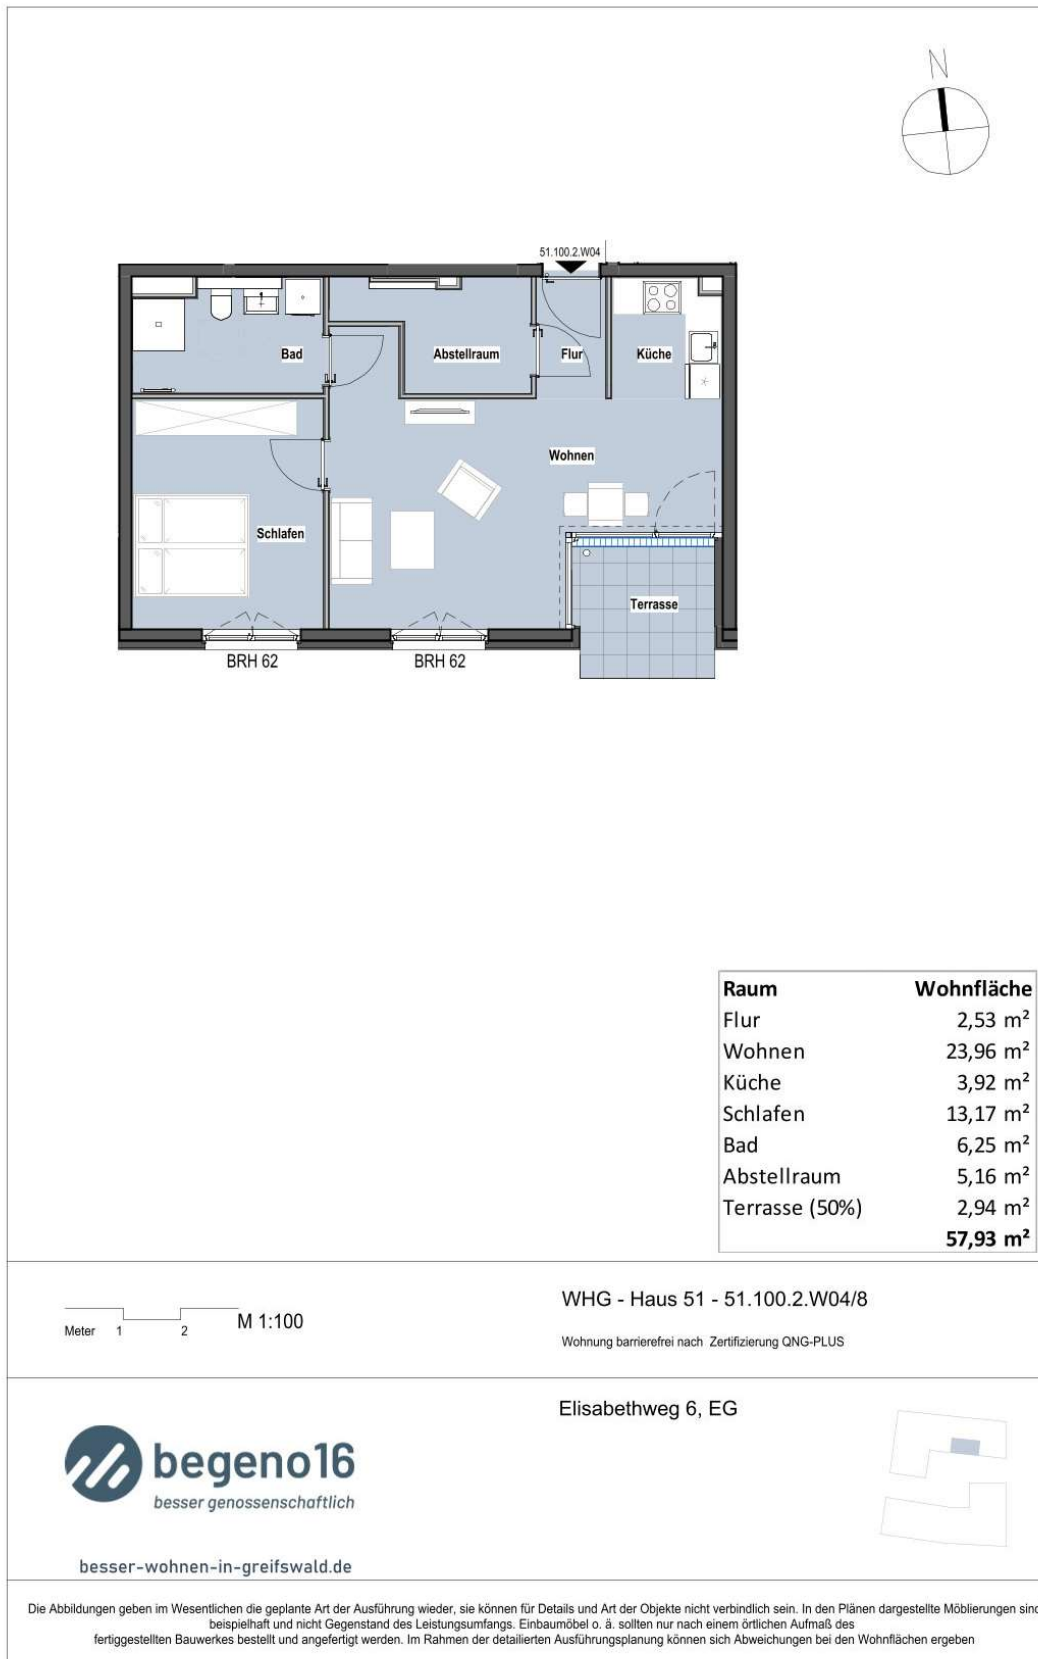 N
51.100.2.W04
Bad
Abstellraum
Flur
Küche
Wohnen
Schlafen
Terrasse
BRH 62
BRH 62
Raum Wohnfläche
Flur 2,53 m²
Wohnen 23,96 m²
Küche 3,92 m²
Schlafen 13,17 m²
Bad 6,25 m²
Abstellraum 5,16 m²
Terrasse (50%) 2,94 m²
57,93 m²
Meter 1 2 M 1:100
WHG - Haus 51 - 51.100.2.W04/8
Wohnung barrierefrei nach Zertifizierung QNG-PLUS
Elisabethweg 6, EG
begeno16
besser genossenschaftlich
besser-wohnen-in-greifswald.de
Die Abbildungen geben im Wesentlichen die geplante Art der Ausführung wieder, sie können für Details und Art der Objekte nicht verbindlich sein. In den Plänen dargestellte Möblierungen sind
beispielhaft und nicht Gegenstand des Leistungsumfangs. Einbaumöbel o. ä. sollten nur nach einem örtlichen Aufmaß des
fertiggestellten Bauwerkes bestellt und angefertigt werden. Im Rahmen der detailierten Ausführungsplanung können sich Abweichungen bei den Wohnflächen ergeben